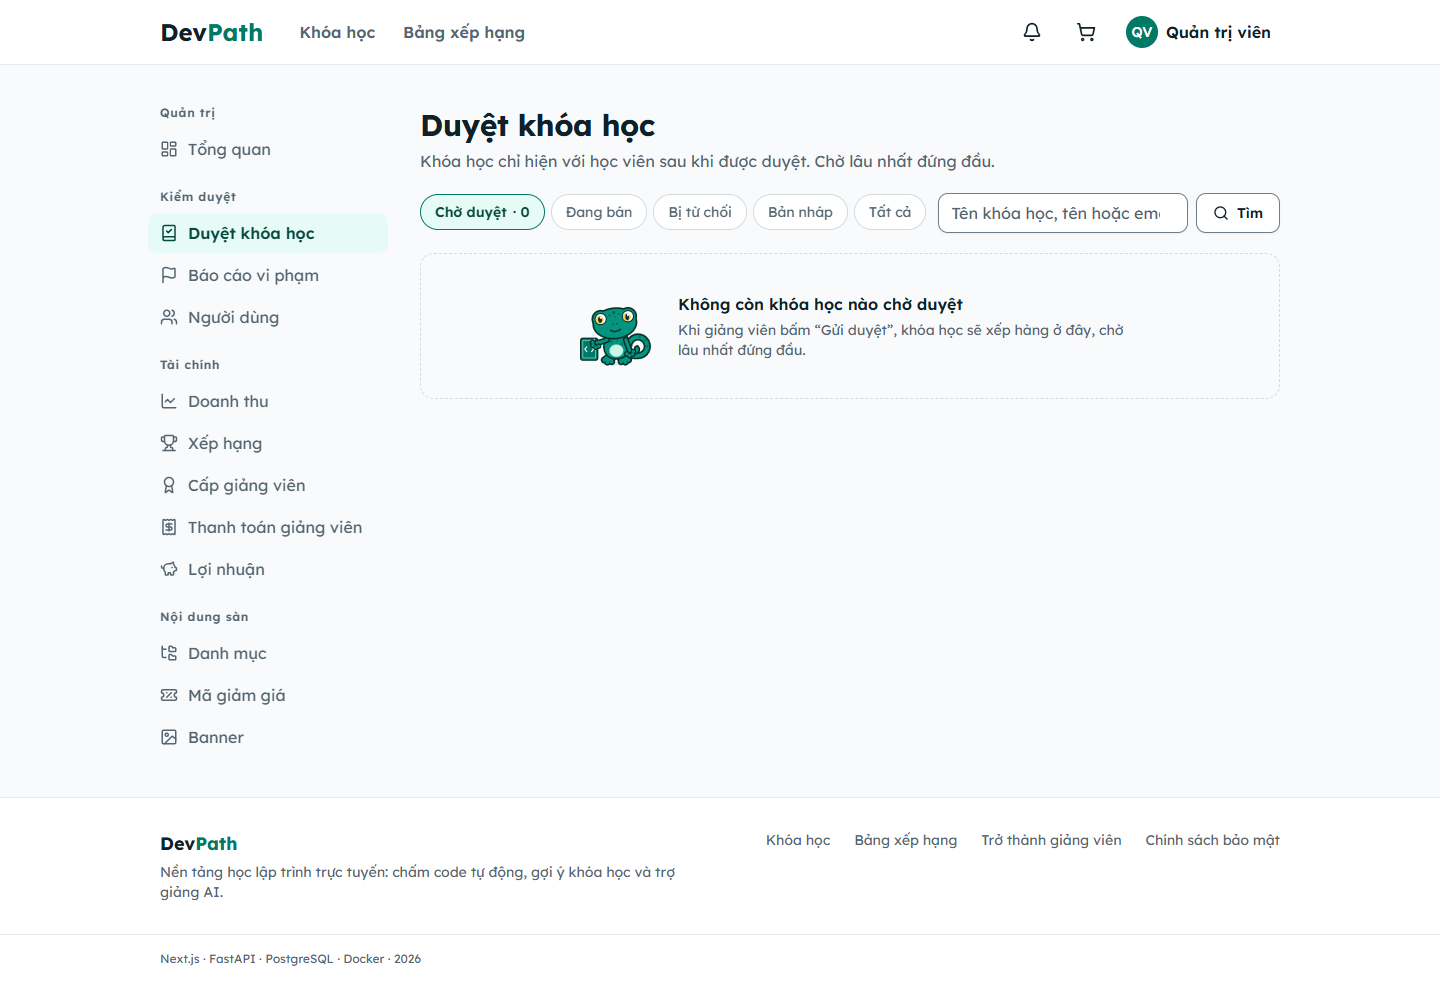 DevPath
Khóa học
Bảng xếp hạng
QV
Quản trị viên
Quản trị
Tổng quan
Kiểm duyệt
Duyệt khóa học
Báo cáo vi phạm
Người dùng
Tài chính
Doanh thu
Xếp hạng
Cấp giảng viên
Thanh toán giảng viên
Lợi nhuận
Nội dung sàn
Danh mục
Mã giảm giá
Banner
Duyệt khóa học
Khóa học chỉ hiện với học viên sau khi được duyệt. Chờ lâu nhất đứng đầu.
Chờ duyệt · 0
Đang bán
Bị từ chối
Bản nháp
Tất cả
Tên khóa học, tên hoặc em
Tìm
Không còn khóa học nào chờ duyệt
Khi giảng viên bấm “Gửi duyệt”, khóa học sẽ xếp hàng ở đây, chờ
lâu nhất đứng đầu.
DevPath
Nền tảng học lập trình trực tuyến: chấm code tự động, gợi ý khóa học và trợ
giảng AI.
Khóa học
Bảng xếp hạng
Trở thành giảng viên
Chính sách bảo mật
Next.js · FastAPI · PostgreSQL · Docker · 2026